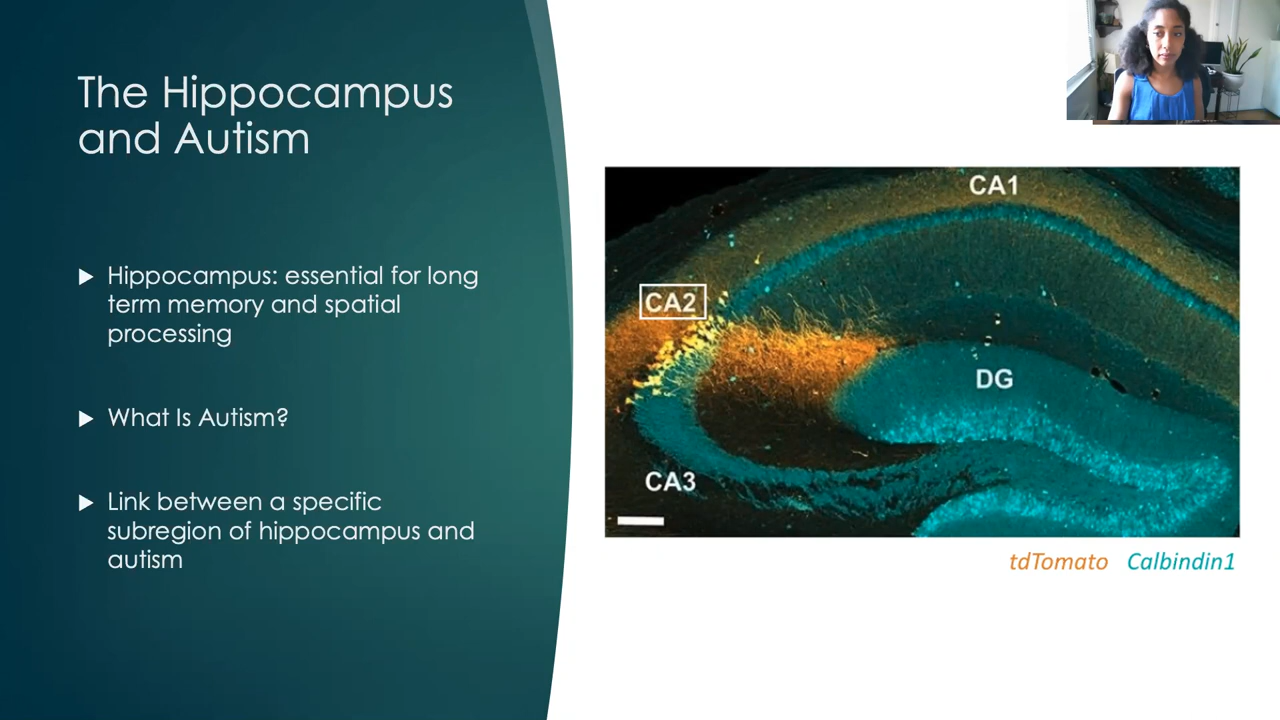 The Hippocampus
and Autism
Hippocampus: essential for long
term memory and spatial
processing
What Is Autism?
Link between a specific
subregion of hippocampus and
autism
CA1
CA2
DG
CA3
tdTomato Calbindin1